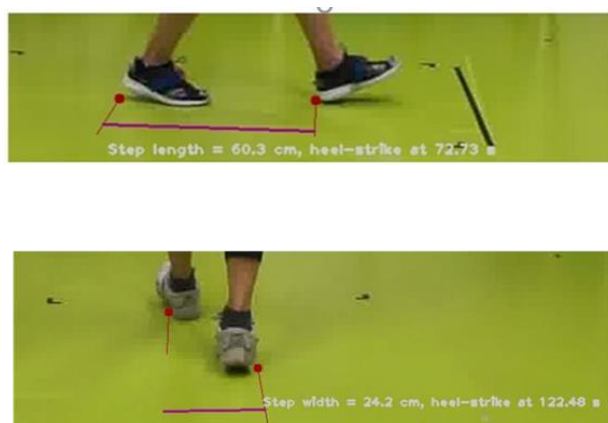 Step length = 60.3 cm, heel-strike at 72.73 s
Step width = 24.2 cm, heel-strike at 122.48 s